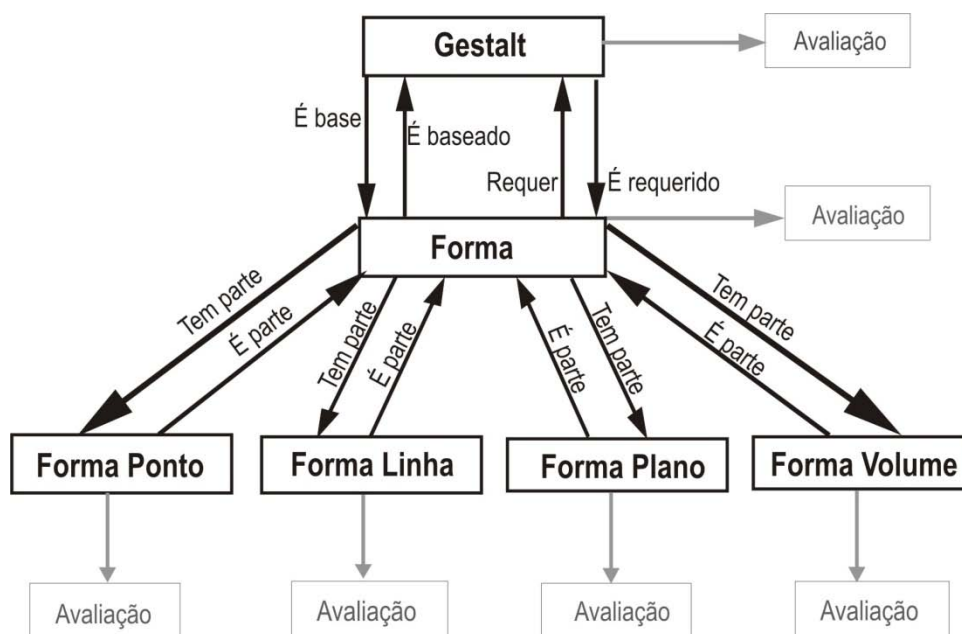 Gestalt
Avaliação
É base
É baseado
Requer
É requerido
Forma
Avaliação
Tem parte
É parte
Tem parte
É parte
É parte
Tem parte
É parte
Tem parte
Forma Ponto
Forma Linha
Forma Plano
Forma Volume
Avaliação
Avaliação
Avaliação
Avaliação